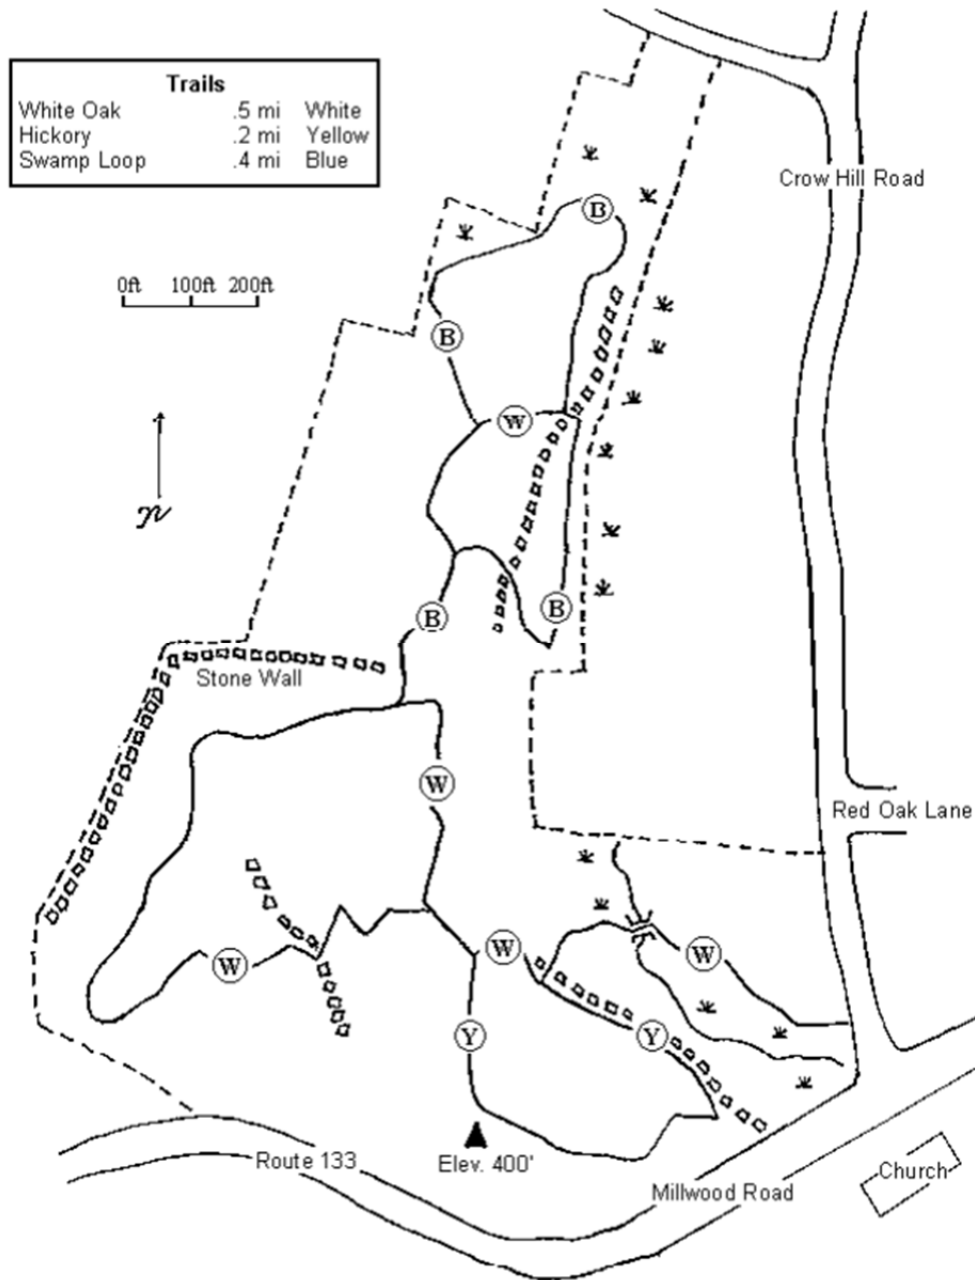 Trails
White Oak .5 mi White
Hickory .2 mi Yellow
Swamp Loop .4 mi Blue
Crow Hill Road
B
0ft 100ft 200ft
B
W
N
B
B
Stone Wall
W
Red Oak Lane
W
W
W
Y
Y
Elev. 400'
Route 133
Church
Millwood Road